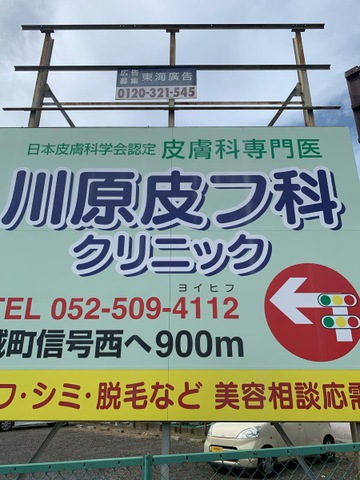 広告募集 東海廣告
0120-321-545
日本皮膚科学会認定 皮膚科専門医
川原皮フ科
クリニック
ヨイヒフ
TEL 052-509-4112
町信号西へ900m
フ・シミ・脱毛など 美容相談応需